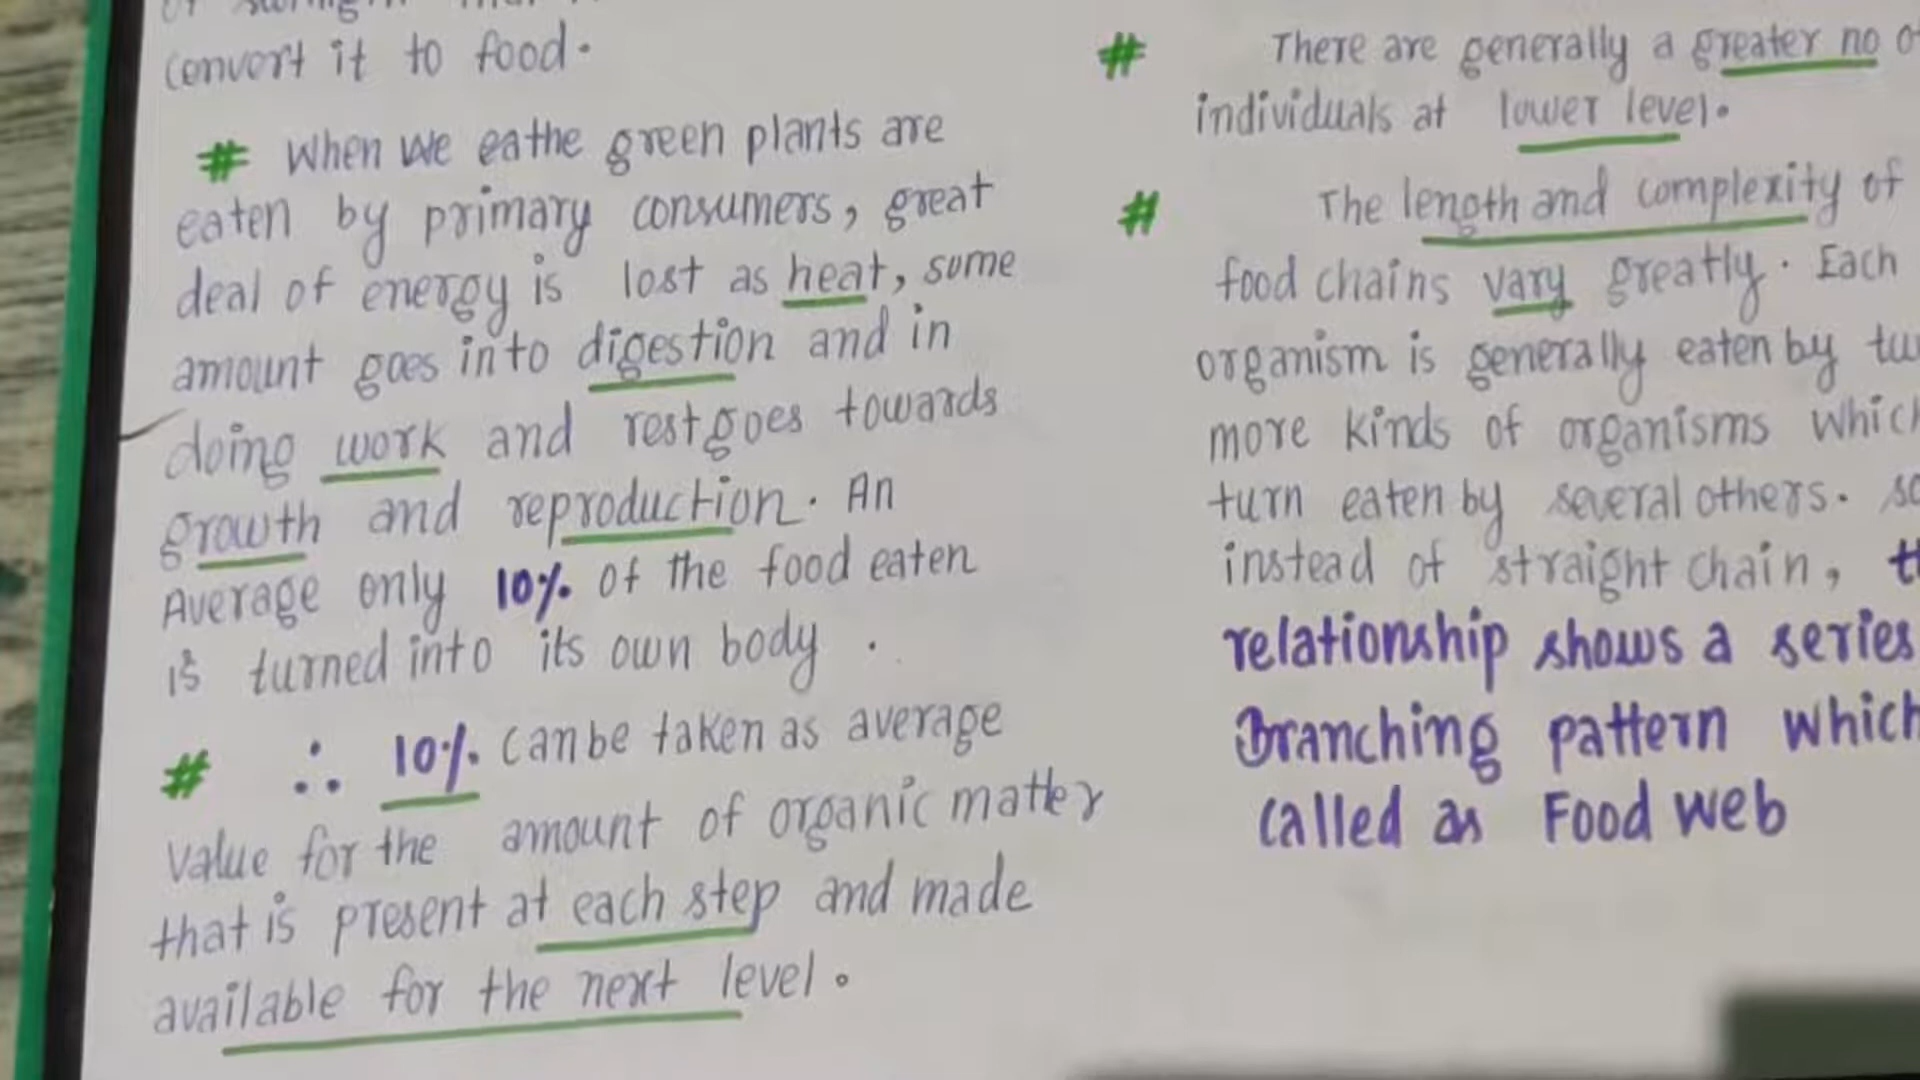 convert it to food.
# When we eathe green plants are
eaten by primary consumers, great
deal of energy is lost as heat, some
amount goes into digestion and in
doing work and rest goes towards
growth and reproduction. An
Average only 10% of the food eaten
is turned into its own body .
# ∴ 10% can be taken as average
value for the amount of organic matter
that is present at each step and made
available for the next level.
# There are generally a greater no
individuals at lower level.
# The length and complexity of
food chains vary greatly. Each
organism is generally eaten by
more kinds of organisms
turn eaten by several others.
instead of straight chain,
relationship shows a series
Branching pattern which
called as Food web